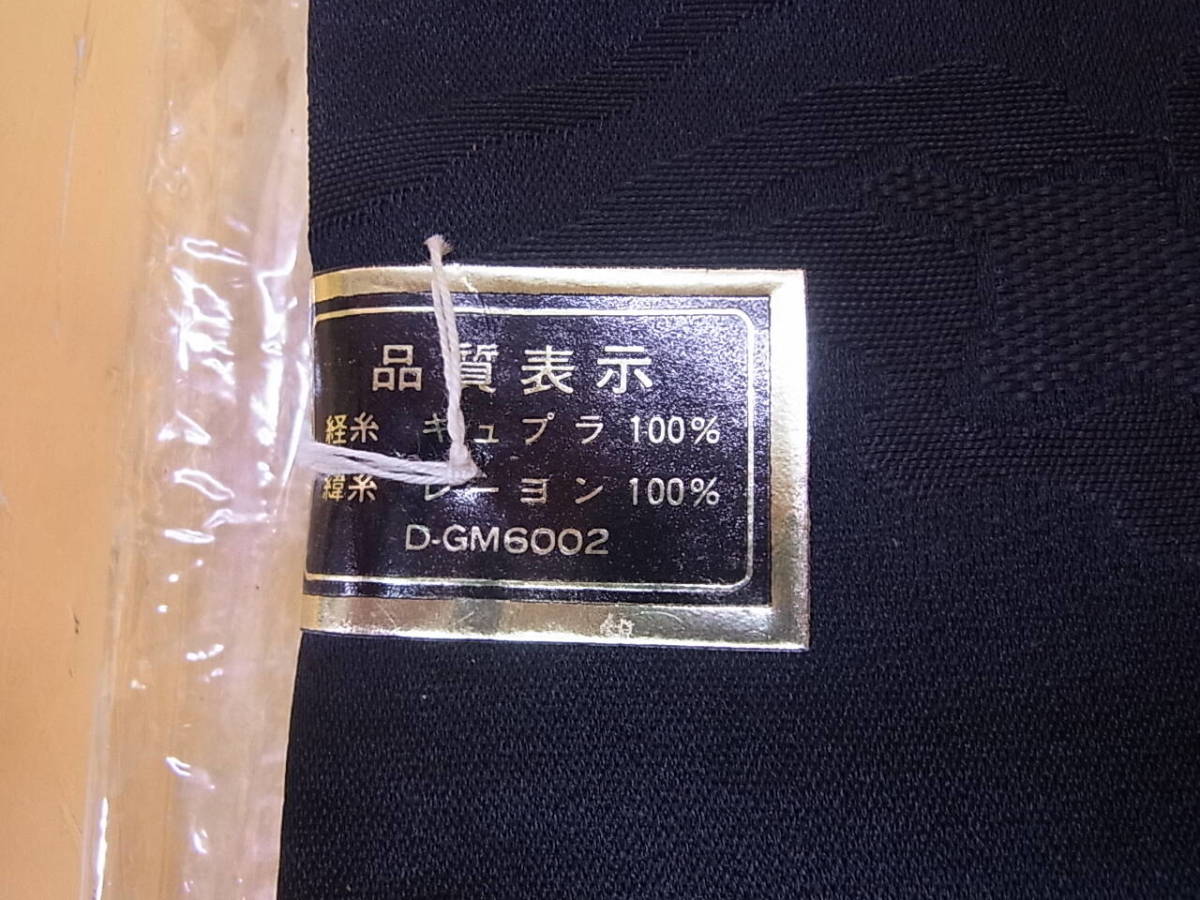 品質表示
経糸 キュプラ 100%
緯糸 レーヨン 100%
D-GM6002